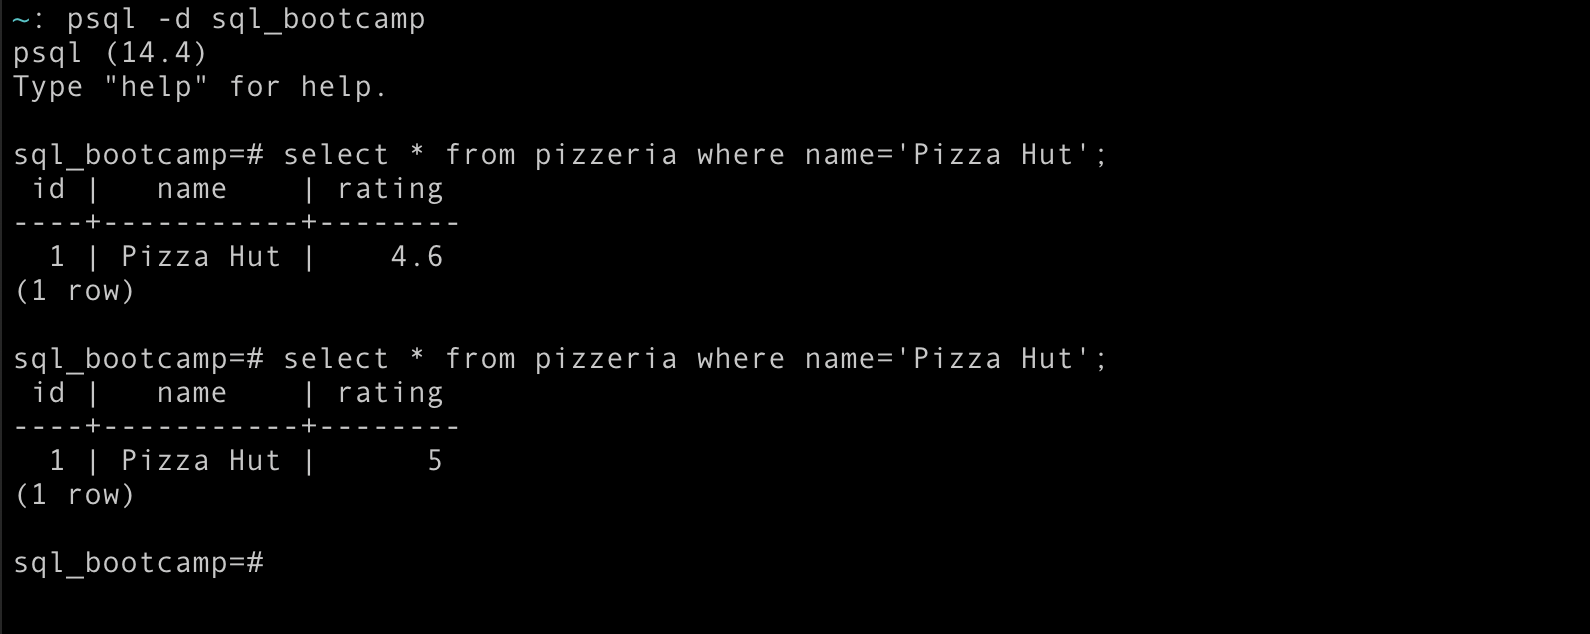 ~: psql -d sql_bootcamp
psql (14.4)
Type "help" for help.

sql_bootcamp=# select * from pizzeria where name='Pizza Hut';
 id |   name    | rating
----+-----------+--------
  1 | Pizza Hut |    4.6
(1 row)

sql_bootcamp=# select * from pizzeria where name='Pizza Hut';
 id |   name    | rating
----+-----------+--------
  1 | Pizza Hut |      5
(1 row)

sql_bootcamp=#